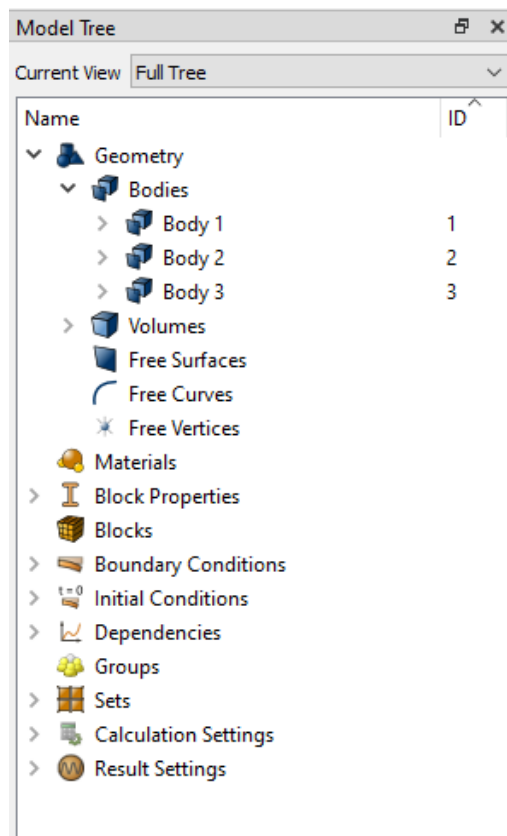 Model Tree
Current View Full Tree
Name ID
Geometry
Bodies
Body 1 1
Body 2 2
Body 3 3
Volumes
Free Surfaces
Free Curves
Free Vertices
Materials
Block Properties
Blocks
Boundary Conditions
t = 0 Initial Conditions
Dependencies
Groups
Sets
Calculation Settings
Result Settings